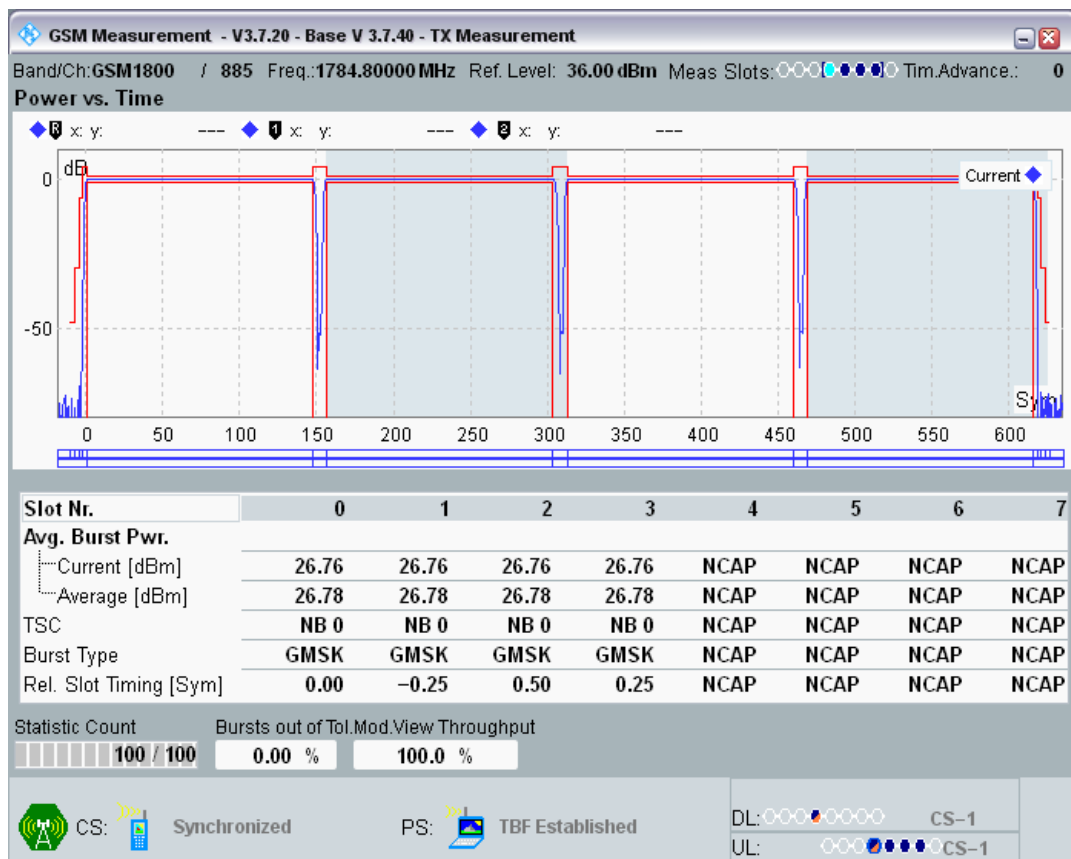 GSM Measurement - V3.7.20 - Base V 3.7.40 - TX Measurement
Band/Ch:GSM1800 / 885 Freq.:1784.80000 MHz Ref. Level: 36.00 dBm Meas Slots: Tim.Advance.: 0
Power vs. Time
R x: y: --- 1 x: y: --- 2 x: y: ---
dB
Current
0
-50
Sym
0 50 100 150 200 250 300 350 400 450 500 550 600
Slot Nr. 0 1 2 3 4 5 6 7
Avg. Burst Pwr.
Current [dBm] 26.76 26.76 26.76 26.76 NCAP NCAP NCAP NCAP
Average [dBm] 26.78 26.78 26.78 26.78 NCAP NCAP NCAP NCAP
TSC NB 0 NB 0 NB 0 NB 0 NCAP NCAP NCAP NCAP
Burst Type GMSK GMSK GMSK GMSK NCAP NCAP NCAP NCAP
Rel. Slot Timing [Sym] 0.00 −0.25 0.50 0.25 NCAP NCAP NCAP NCAP
Statistic Count Bursts out of Tol.Mod.View Throughput
100 / 100 0.00 % 100.0 %
CS: Synchronized PS: TBF Established
DL: CS−1
UL: CS−1